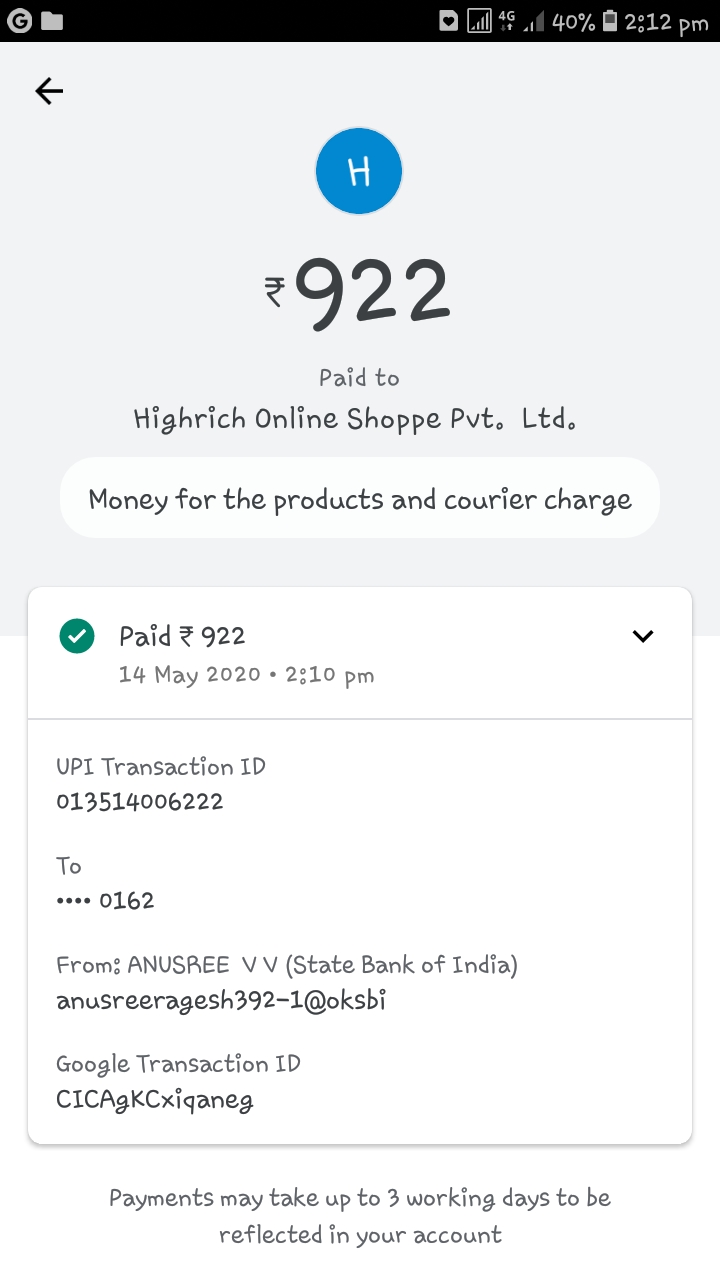 G 4G 40% 2:12 pm
H
₹922
Paid to
Highrich Online Shoppe Pvt. Ltd.
Money for the products and courier charge
Paid ₹ 922
14 May 2020 • 2:10 pm
UPI Transaction ID
013514006222
To
•••• 0162
From: ANUSREE V V (State Bank of India)
anusreeragesh392-1@oksbi
Google Transaction ID
CICAgKCxiqaneg
Payments may take up to 3 working days to be
reflected in your account